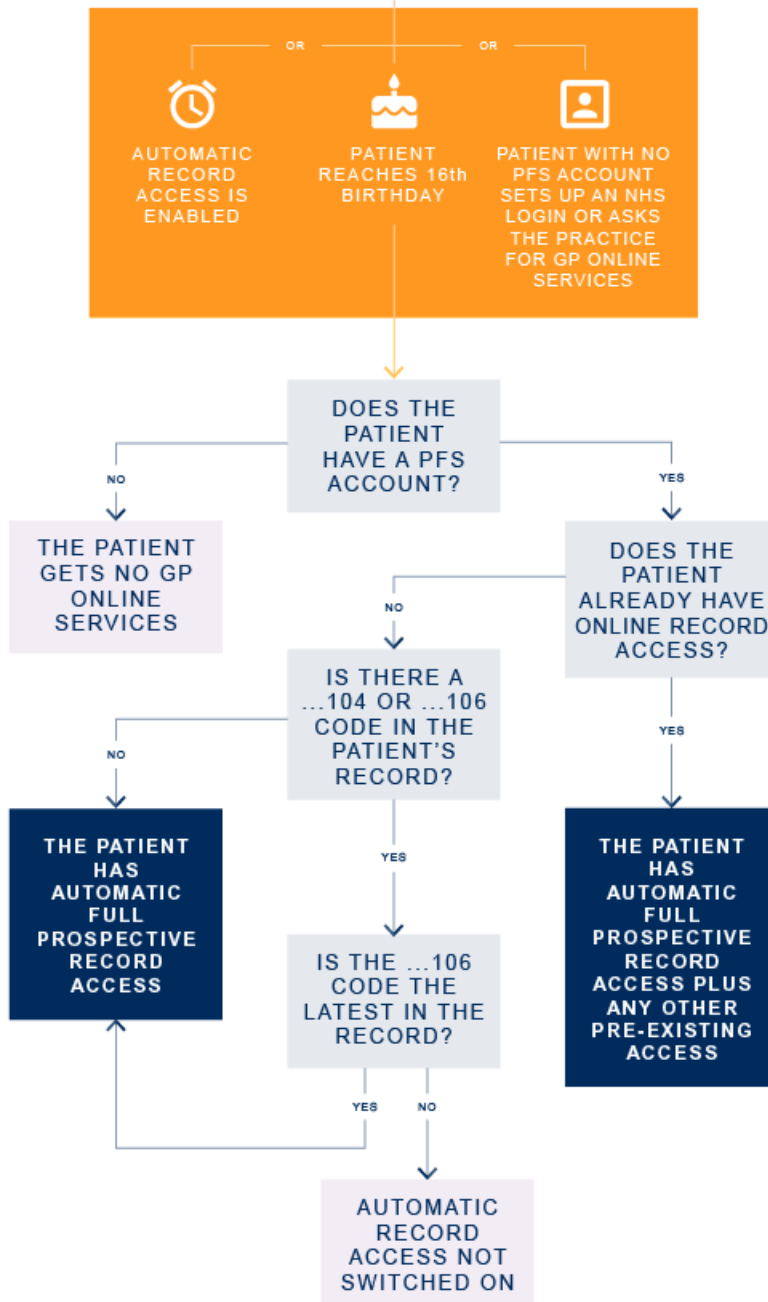 OR
OR
AUTOMATIC
RECORD
ACCESS IS
ENABLED
PATIENT
REACHES 16th
BIRTHDAY
PATIENT WITH NO
PFS ACCOUNT
SETS UP AN NHS
LOGIN OR ASKS
THE PRACTICE
FOR GP ONLINE
SERVICES
DOES THE
PATIENT
HAVE A PFS
ACCOUNT?
NO
YES
THE PATIENT
GETS NO GP
ONLINE
SERVICES
DOES THE
PATIENT
ALREADY HAVE
ONLINE RECORD
ACCESS?
NO
YES
IS THERE A
...104 OR ...106
CODE IN THE
PATIENT'S
RECORD?
NO
YES
THE PATIENT
HAS
AUTOMATIC
FULL
PROSPECTIVE
RECORD
ACCESS
THE PATIENT
HAS
AUTOMATIC
FULL
PROSPECTIVE
RECORD
ACCESS PLUS
ANY OTHER
PRE-EXISTING
ACCESS
IS THE ...106
CODE THE
LATEST IN THE
RECORD?
YES
NO
AUTOMATIC
RECORD
ACCESS NOT
SWITCHED ON